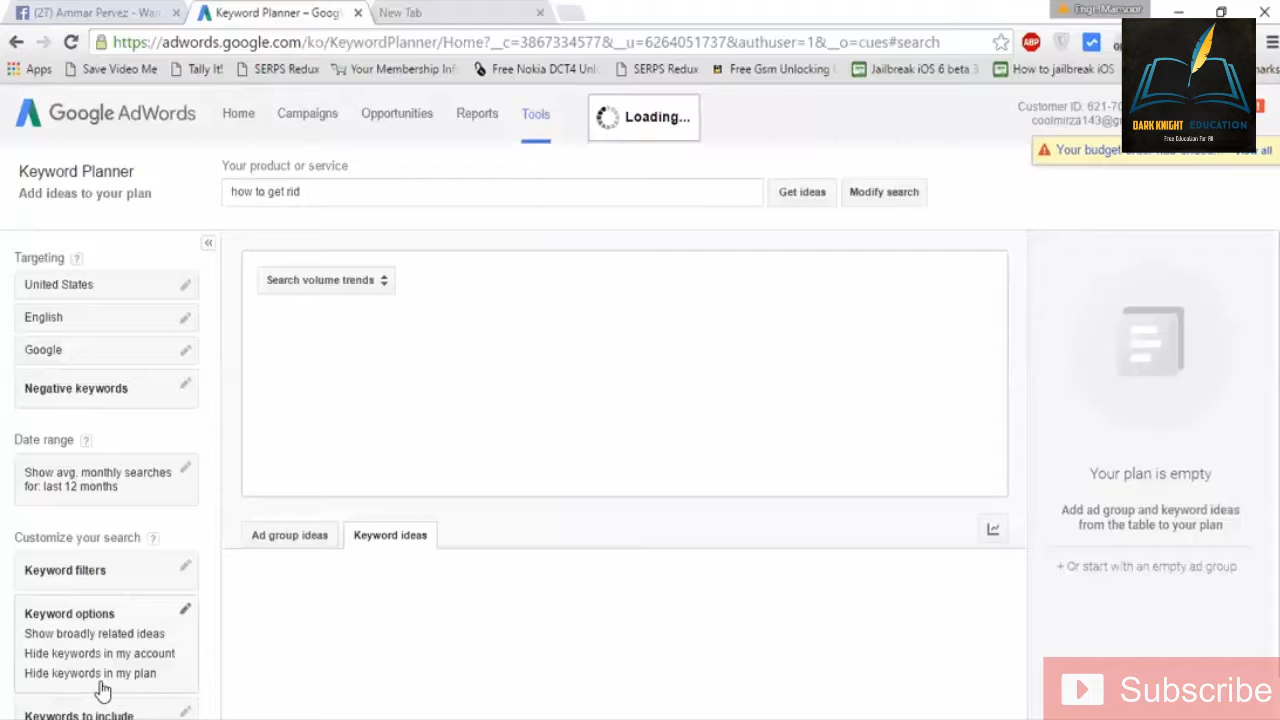 (27) Ammar Pervez - Wan
Keyword Planner – Goog
New Tab
Engr. Mansoor
https://adwords.google.com/ko/KeywordPlanner/Home?_c=3867334577&__u=6264051737&authuser=1&__o=cues#search
ABP
Apps
Save Video Me
Tally It!
SERPS Redux
Your Membership Inf
Nokia DCT4 Unl
SERPS Redux
Free Gsm Unlocking
Jailbreak iOS 6 beta 3
How to jailbreak iOS
DARK KNIGHT EDUCATION
Free Education For All
Google AdWords
Home
Campaigns
Opportunities
Reports
Tools
Loading...
Customer ID: 621-70
coolmirza143@g
View all
Keyword Planner
Add ideas to your plan
Your product or service
how to get rid
Get ideas
Modify search
Targeting ?
United States
English
Google
Negative keywords
Date range ?
Show avg. monthly searches
for: last 12 months
Customize your search ?
Keyword filters
Keyword options
Show broadly related ideas
Hide keywords in my account
Hide keywords in my plan
Keywords to include
Search volume trends
Ad group ideas
Keyword ideas
Your plan is empty
Add ad group and keyword ideas
from the table to your plan
+ Or start with an empty ad group
Subscribe